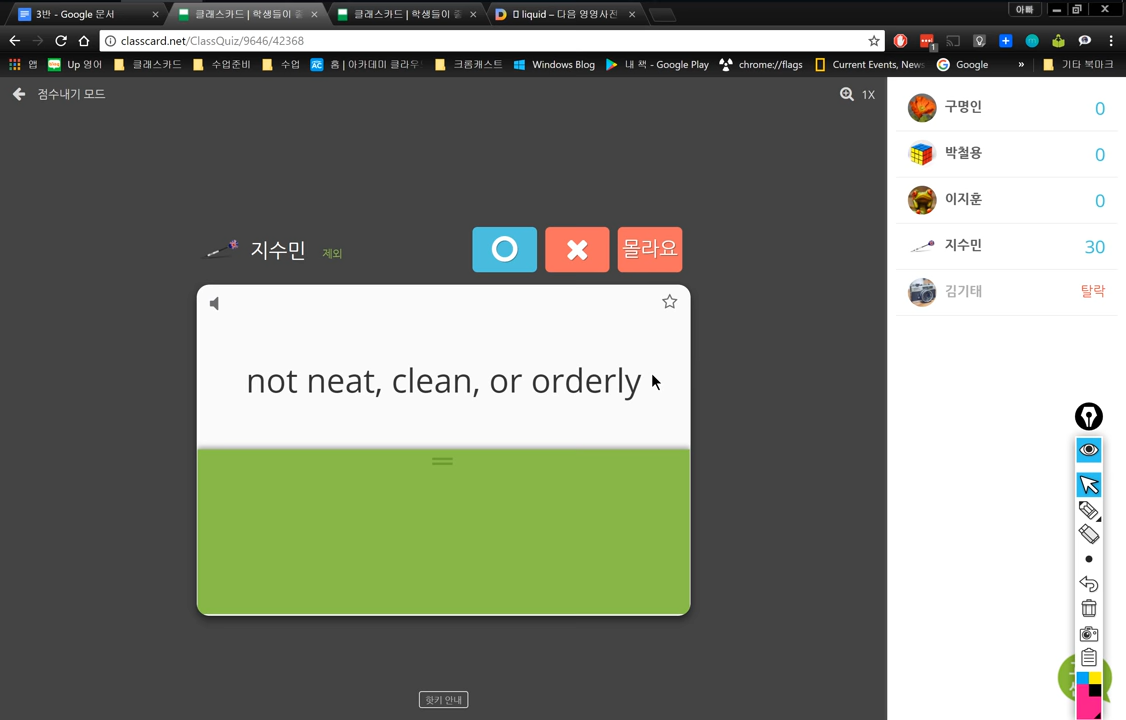 3반 - Google 문서
클래스카드 | 학생들이 좋
클래스카드 | 학생들이 좋
liquid – 다음 영영사전
아빠
classcard.net/ClassQuiz/9646/42368
1
앱
Up 영어
클래스카드
수업준비
수업
홈 | 아카데미 클라우
크롬캐스트
Windows Blog
내 책 - Google Play
chrome://flags
Current Events, News
Google
»
기타 북마크
점수내기 모드
1X
구명인 0
박철용 0
이지훈 0
지수민 30
김기태 탈락
지수민 제외
몰라요
not neat, clean, or orderly
핫키 안내